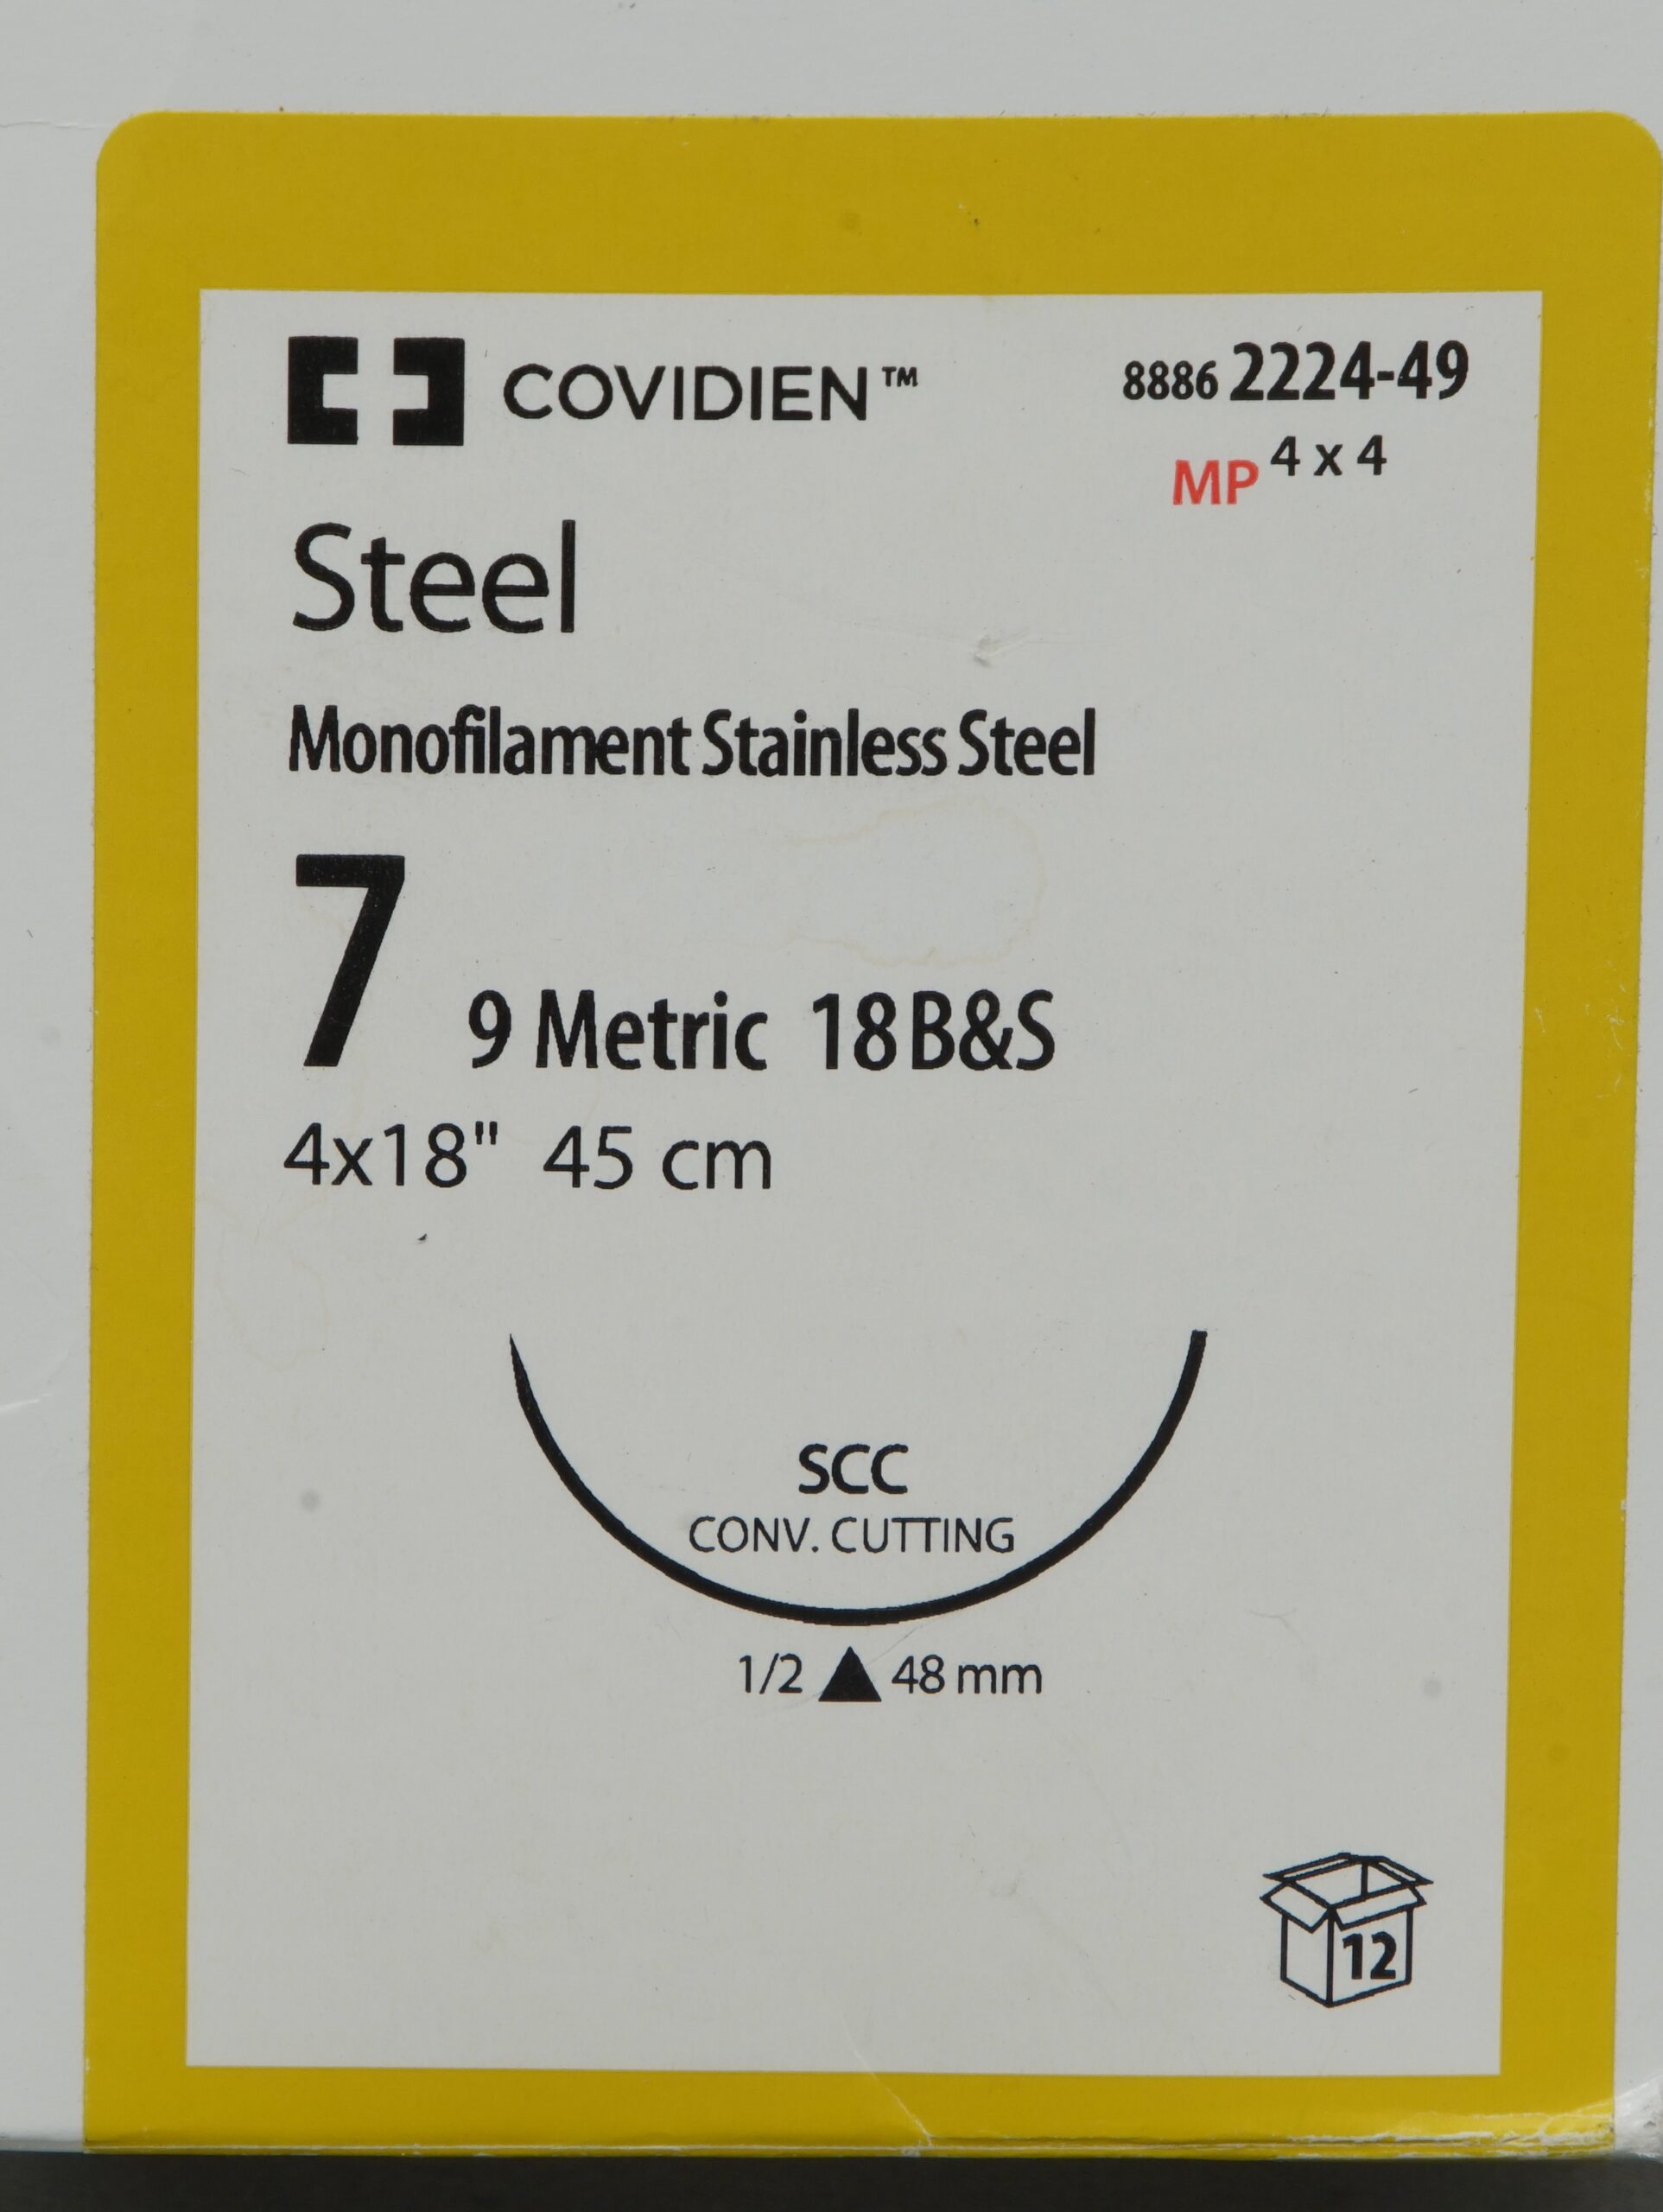 COVIDIEN™
8886 2224-49
MP 4 x 4
Steel
Monofilament Stainless Steel
7 9 Metric 18 B&S
4x18" 45 cm
SCC
CONV. CUTTING
1/2 ▲ 48 mm
12